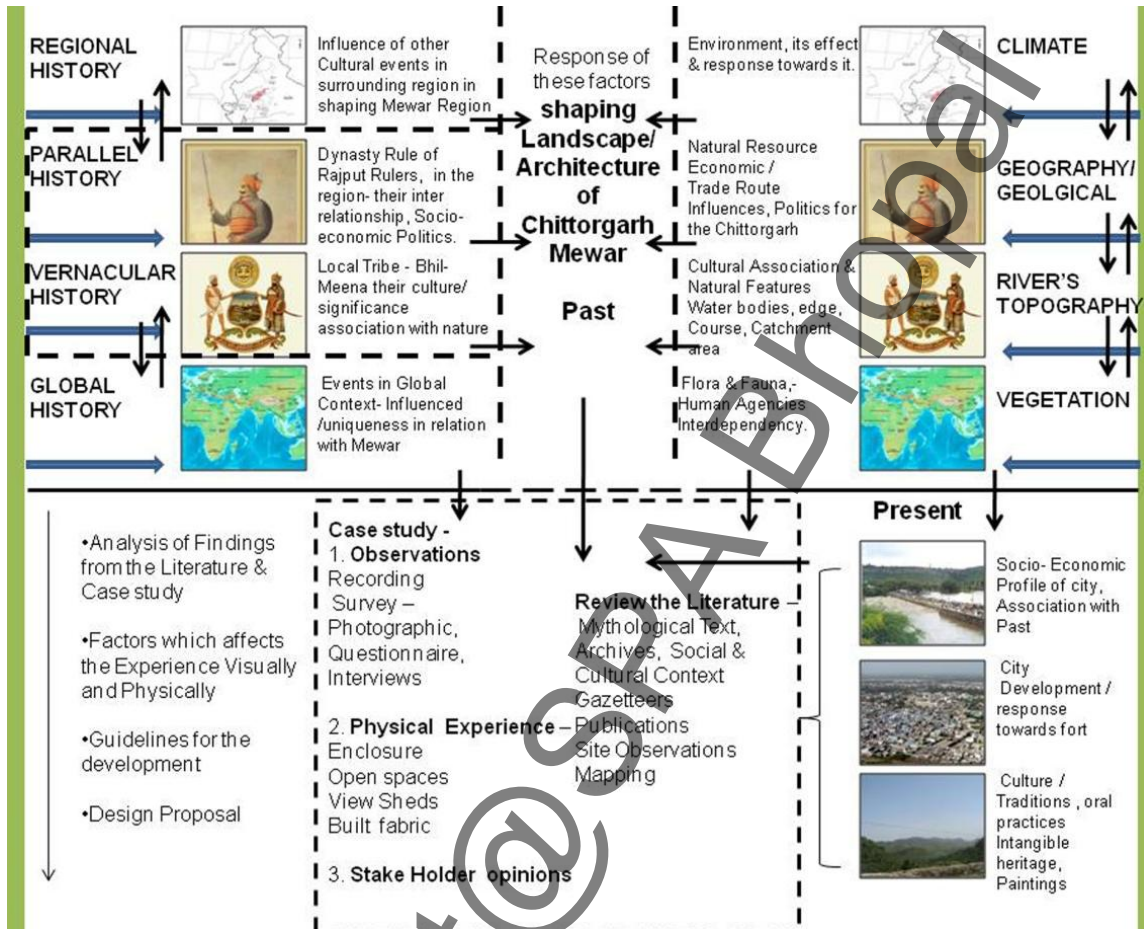 REGIONAL
HISTORY
Influence of other
Cultural events in
surrounding region in
shaping Mewar Region
PARALLEL
HISTORY
Dynasty Rule of
Rajput Rulers, in the
region- their inter
relationship, Socio-
economic Politics.
VERNACULAR
HISTORY
Local Tribe - Bhil-
Meena their culture/
significance
association with nature
GLOBAL
HISTORY
Events in Global
Context- Influenced
/uniqueness in relation
with Mewar
Response of
these factors
shaping
Landscape/
Architecture
of
Chittorgarh
Mewar
Past
Environment, its effect
& response towards it.
CLIMATE
Natural Resource
Economic /
Trade Route
Influences, Politics for
the Chittorgarh
GEOGRAPHY/
GEOLGICAL
Cultural Association &
Natural Features
Water bodies, edge,
Course, Catchment
area
RIVER'S
TOPOGRAPHY
Flora & Fauna,-
Human Agencies
Interdependency.
VEGETATION
•Analysis of Findings
from the Literature &
Case study
•Factors which affects
the Experience Visually
and Physically
•Guidelines for the
development
•Design Proposal
Case study -
1. Observations
Recording
Survey –
Photographic,
Questionnaire,
Interviews
2. Physical Experience –
Enclosure
Open spaces
View Sheds
Built fabric
3. Stake Holder opinions
Review the Literature –
Mythological Text,
Archives, Social &
Cultural Context
Gazetteers
Publications
Site Observations
Mapping
Present
Socio- Economic
Profile of city,
Association with
Past
City
Development /
response
towards fort
Culture /
Traditions , oral
practices
Intangible
heritage,
Paintings
t@SPA Bhopal